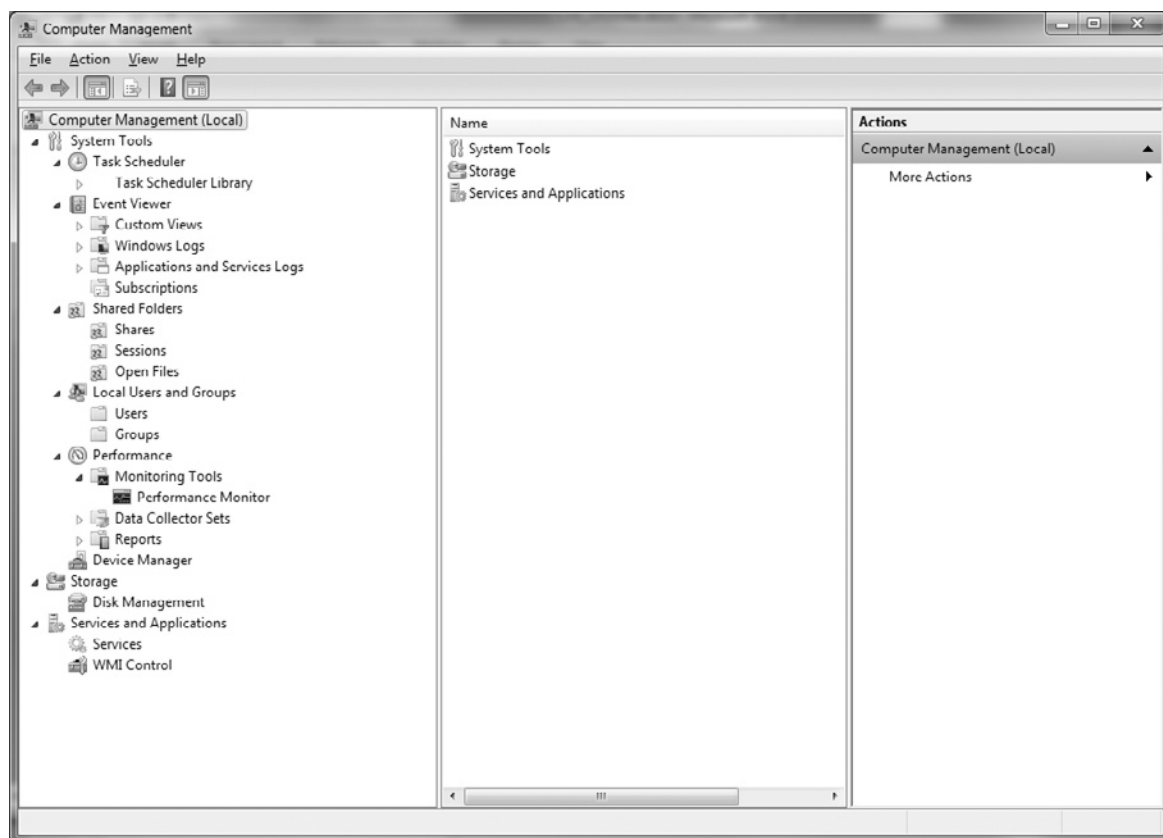 Computer Management
File Action View Help
Computer Management (Local)
System Tools
Task Scheduler
Task Scheduler Library
Event Viewer
Custom Views
Windows Logs
Applications and Services Logs
Subscriptions
Shared Folders
Shares
Sessions
Open Files
Local Users and Groups
Users
Groups
Performance
Monitoring Tools
Performance Monitor
Data Collector Sets
Reports
Device Manager
Storage
Disk Management
Services and Applications
Services
WMI Control
Name
System Tools
Storage
Services and Applications
Actions
Computer Management (Local)
More Actions